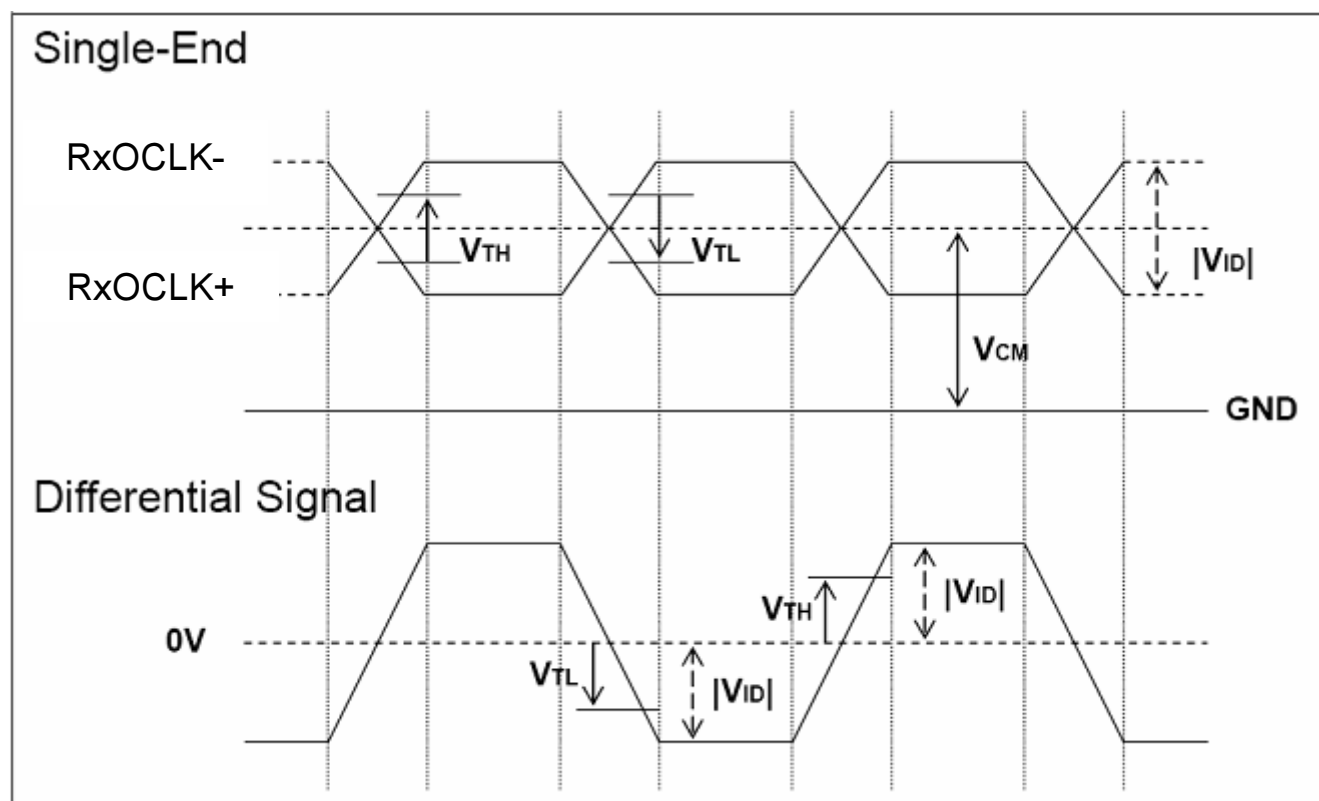 Single-End
RxOCLK-
VTH
VTL
|VID|
RxOCLK+
VCM
GND
Differential Signal
VTH
|VID|
0V
VTL
|VID|